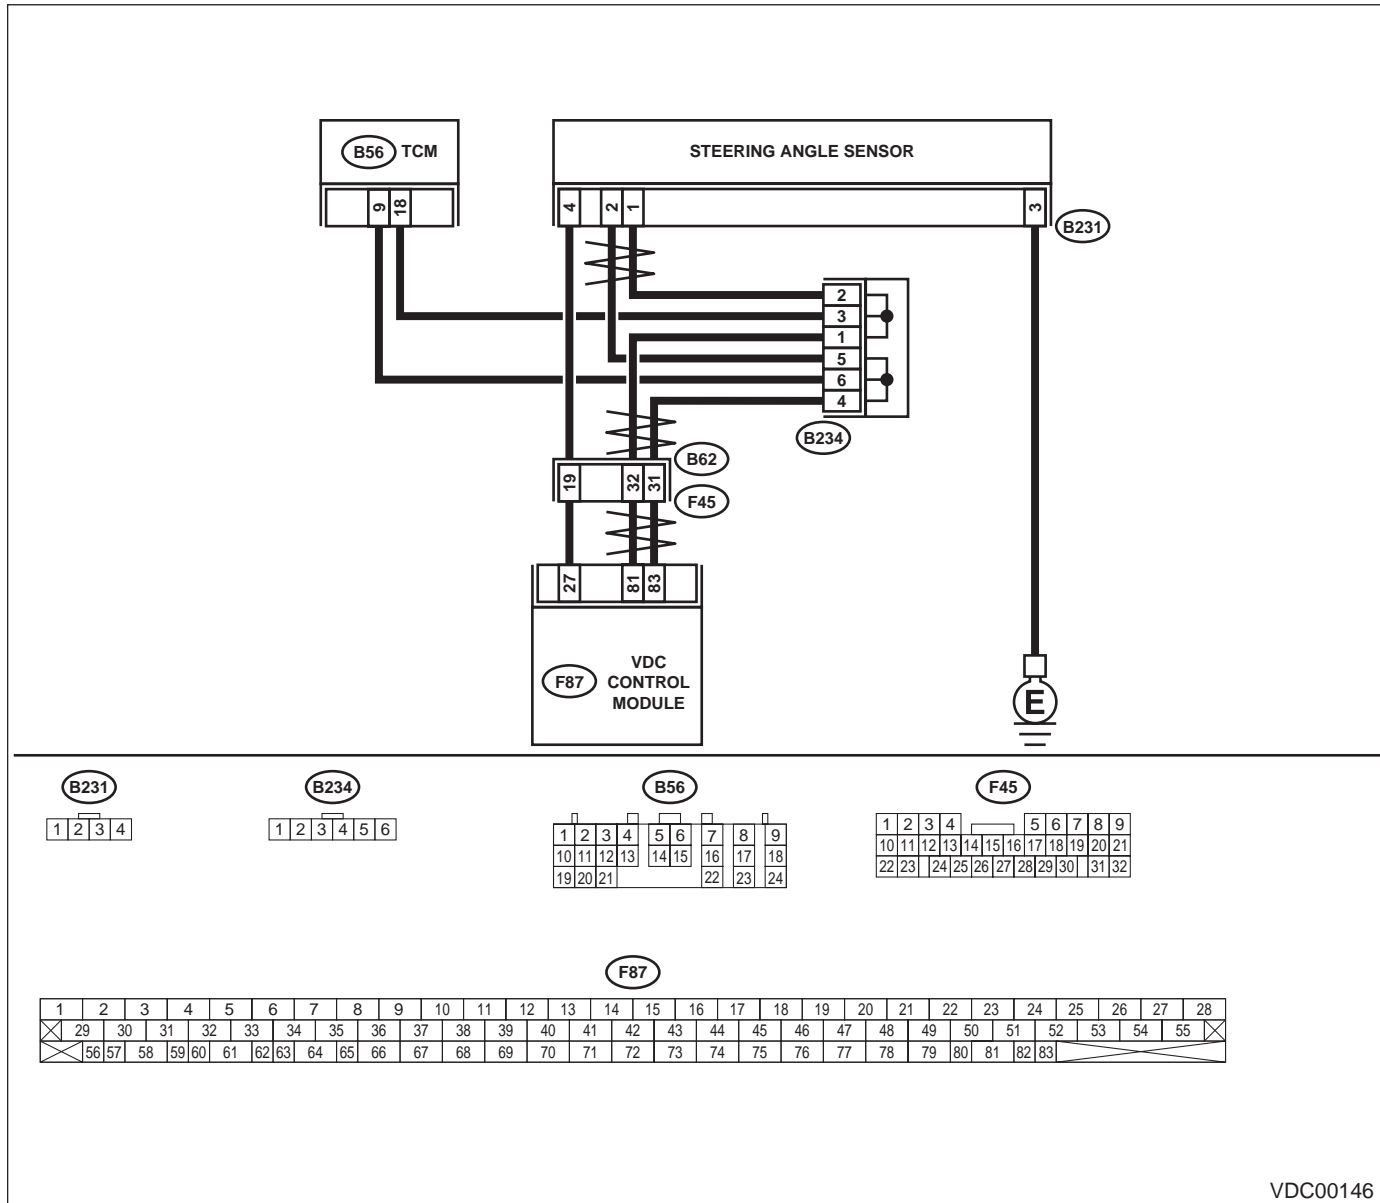 B56 TCM
STEERING ANGLE SENSOR
9 18
4 2 1 3
B231
2
3
1
5
6
4
B234
B62
19 32 31
F45
27 81 83
F87 VDC
CONTROL
MODULE
E
B231 B234 B56 F45
1 2 3 4
1 2 3 4 5 6
1 2 3 4 5 6 7 8 9
10 11 12 13 14 15 16 17 18
19 20 21 22 23 24
1 2 3 4 5 6 7 8 9
10 11 12 13 14 15 16 17 18 19 20 21
22 23 24 25 26 27 28 29 30 31 32
F87
1 2 3 4 5 6 7 8 9 10 11 12 13 14 15 16 17 18 19 20 21 22 23 24 25 26 27 28
29 30 31 32 33 34 35 36 37 38 39 40 41 42 43 44 45 46 47 48 49 50 51 52 53 54 55
56 57 58 59 60 61 62 63 64 65 66 67 68 69 70 71 72 73 74 75 76 77 78 79 80 81 82 83
VDC00146